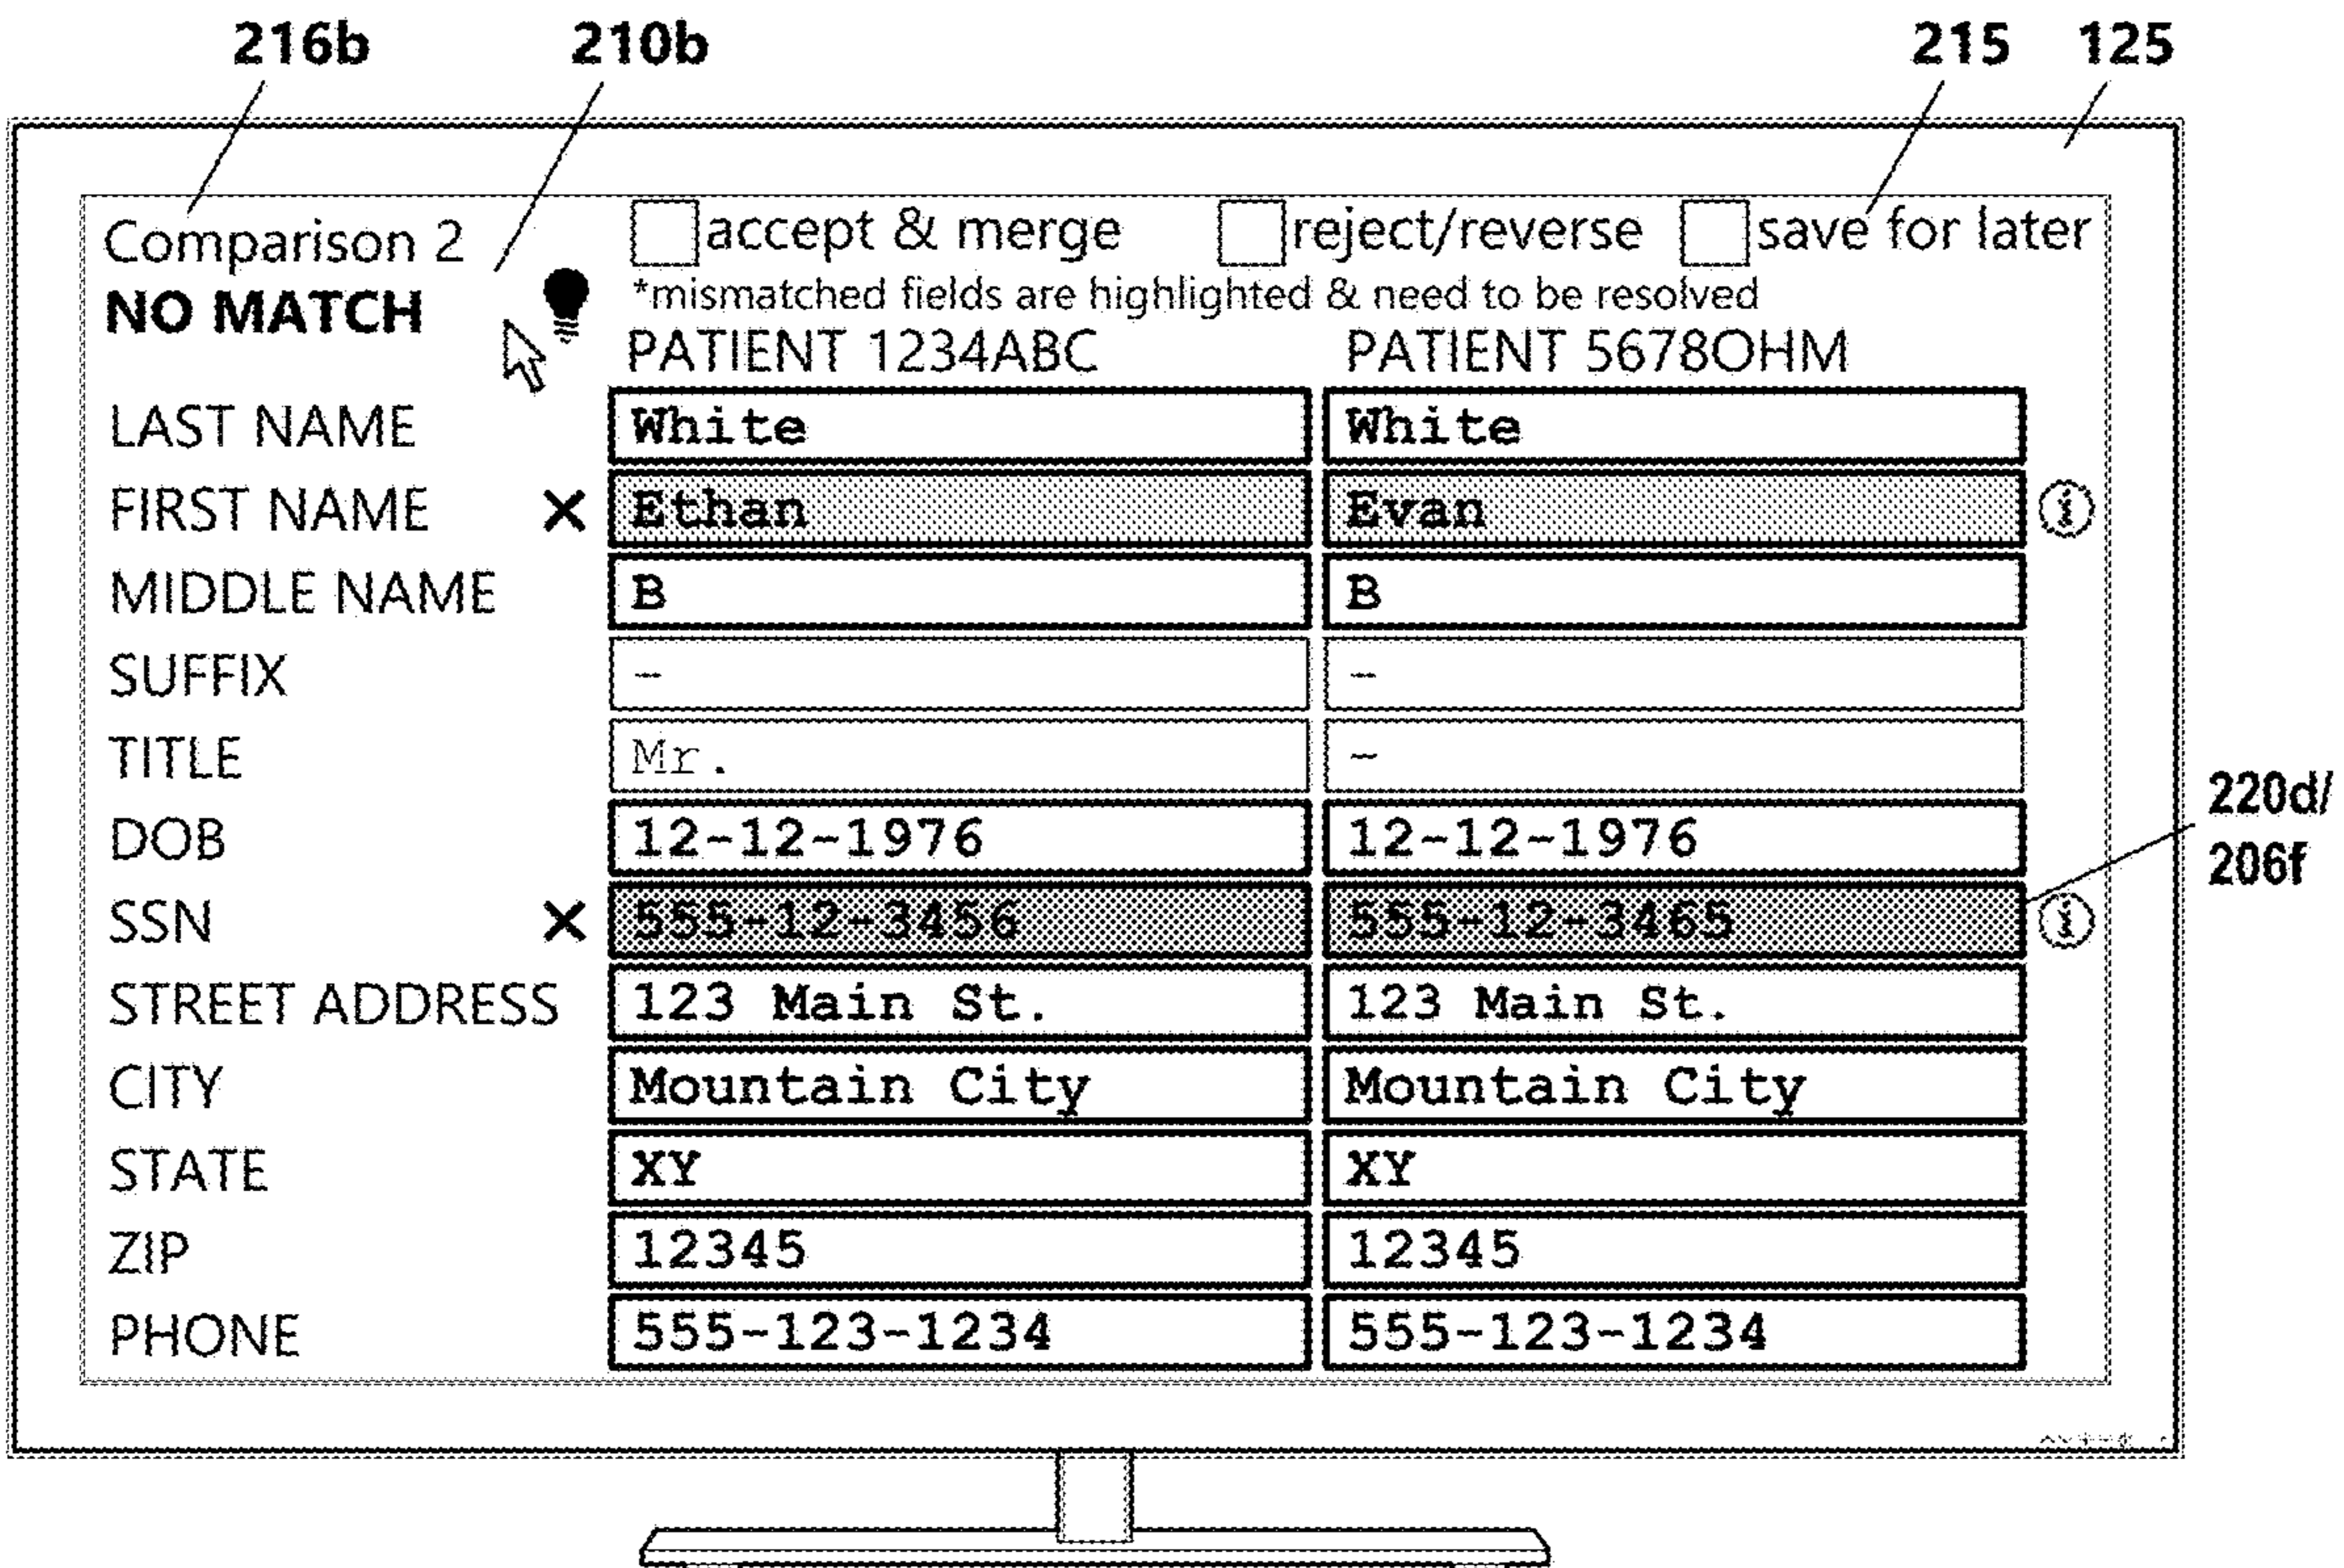 216b 210b 215 125
Comparison 2 accept & merge reject/reverse save for later
NO MATCH *mismatched fields are highlighted & need to be resolved
PATIENT 1234ABC PATIENT 5678OHM
LAST NAME White White
FIRST NAME × Ethan Evan i
MIDDLE NAME B B
SUFFIX – –
TITLE Mr. –
220d/
DOB 12-12-1976 12-12-1976
206f
SSN × 555-12-3456 555-12-3465 i
STREET ADDRESS 123 Main St. 123 Main St.
CITY Mountain City Mountain City
STATE XY XY
ZIP 12345 12345
PHONE 555-123-1234 555-123-1234